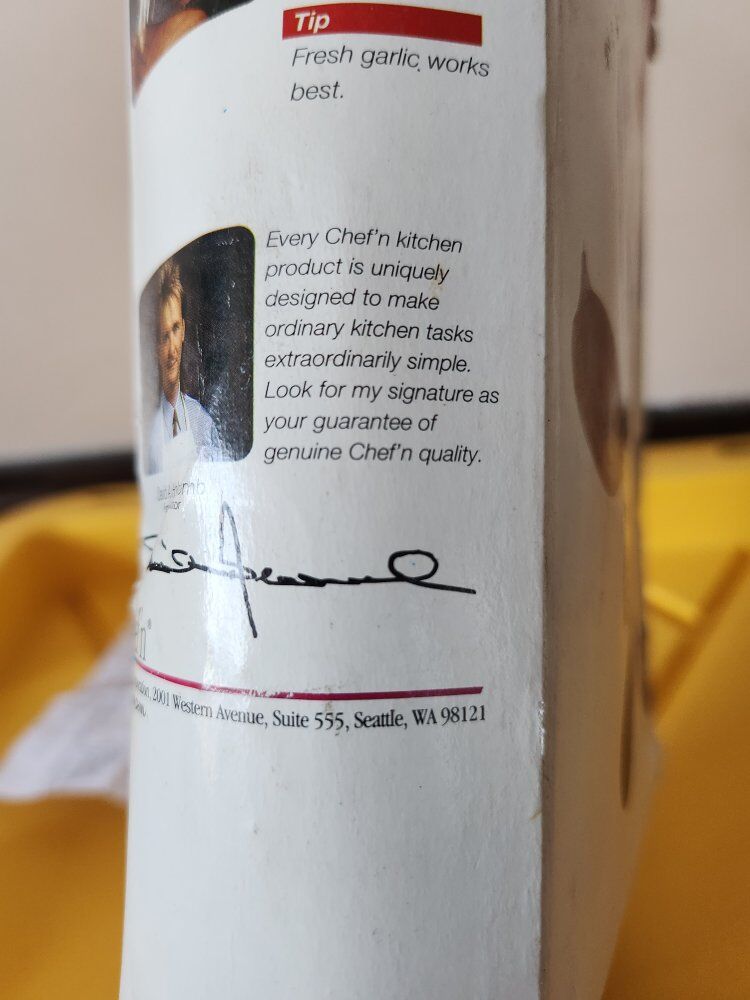 Tip
Fresh garlic works
best.
Every Chef'n kitchen
product is uniquely
designed to make
ordinary kitchen tasks
extraordinarily simple.
Look for my signature as
your guarantee of
genuine Chef'n quality.
2001 Western Avenue, Suite 555, Seattle, WA 98121